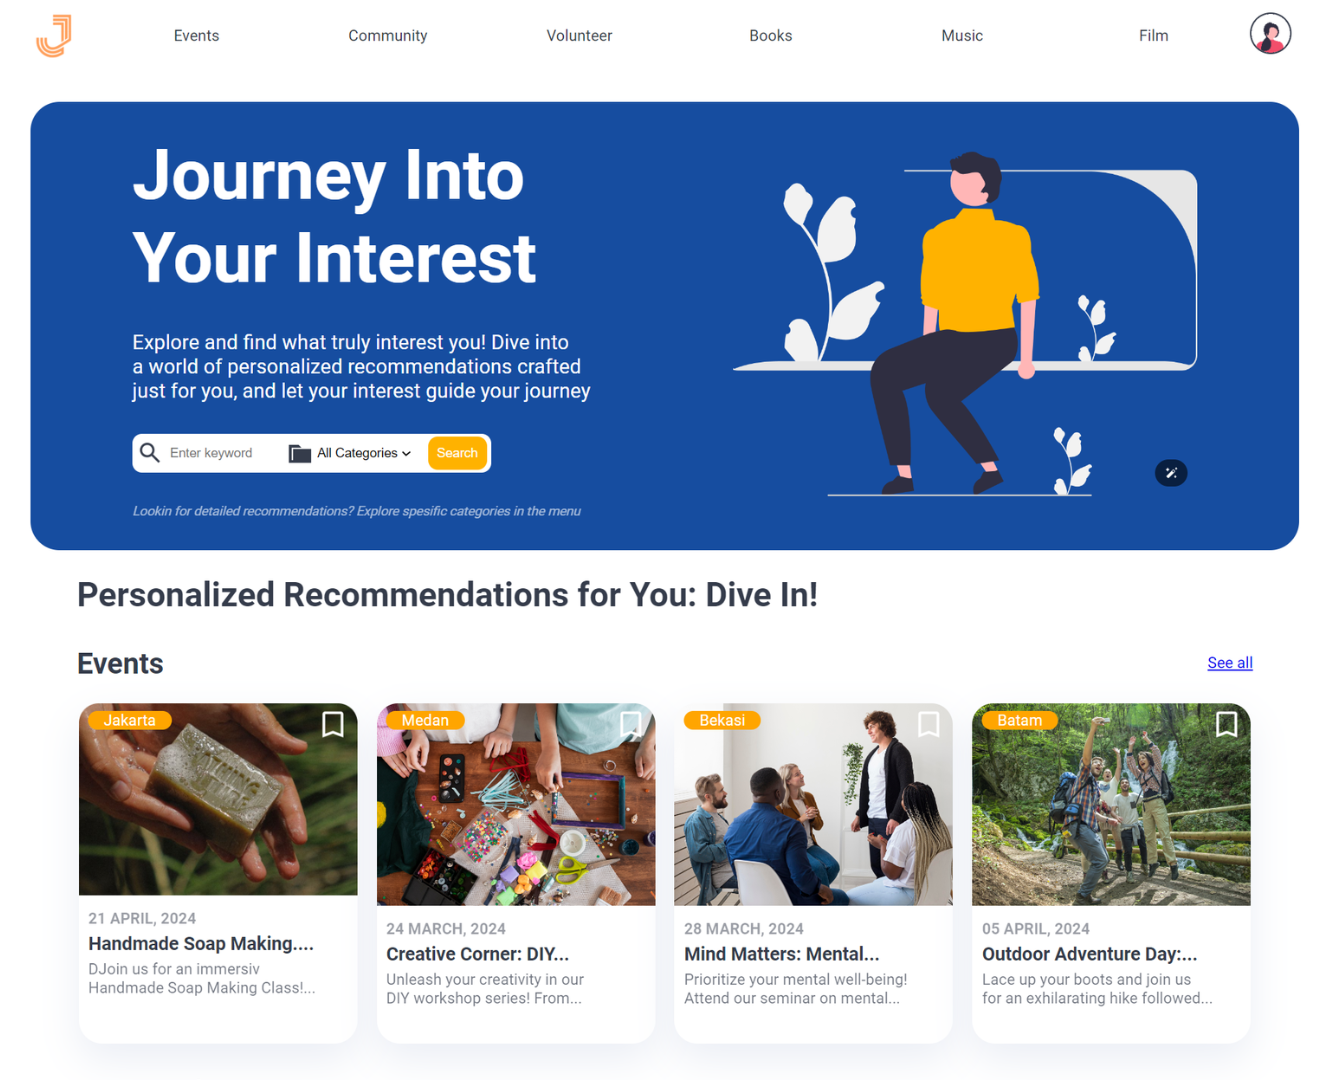 Events
Community
Volunteer
Books
Music
Film
Journey Into
Your Interest
Explore and find what truly interest you! Dive into
a world of personalized recommendations crafted
just for you, and let your interest guide your journey
Enter keyword
All Categories
Search
Lookin for detailed recommendations? Explore spesific categories in the menu
Personalized Recommendations for You: Dive In!
Events
See all
Jakarta
21 APRIL, 2024
Handmade Soap Making....
DJoin us for an immersiv
Handmade Soap Making Class!...
Medan
24 MARCH, 2024
Creative Corner: DIY...
Unleash your creativity in our
DIY workshop series! From...
Bekasi
28 MARCH, 2024
Mind Matters: Mental...
Prioritize your mental well-being!
Attend our seminar on mental...
Batam
05 APRIL, 2024
Outdoor Adventure Day:...
Lace up your boots and join us
for an exhilarating hike followed...